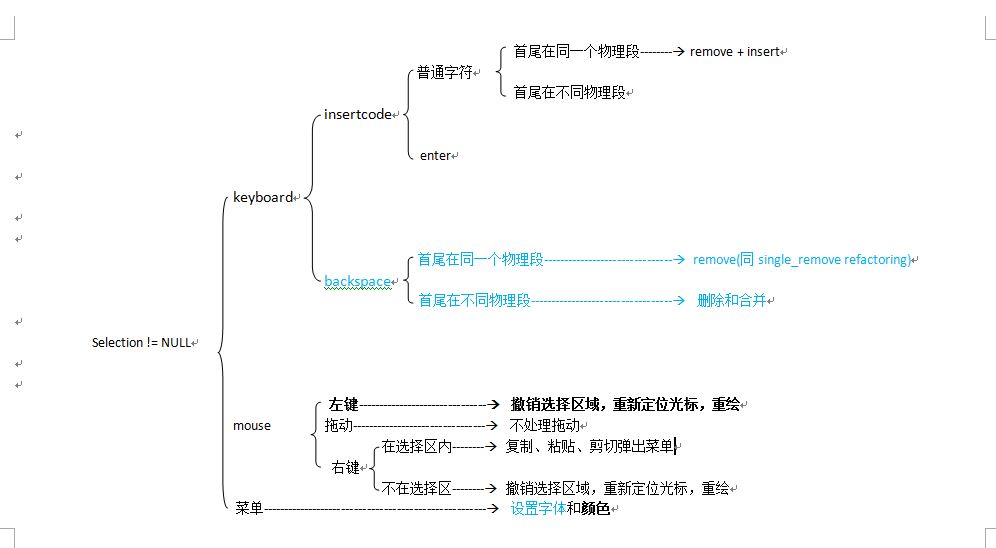 首尾在同一个物理段--------→ remove + insert
普通字符
首尾在不同物理段
insertcode
enter
keyboard
首尾在同一个物理段--------------------------------→ remove(同 single_remove refactoring)
backspace
首尾在不同物理段-----------------------------------→ 删除和合并
Selection != NULL
左键--------------------------------→ 撤销选择区域，重新定位光标，重绘
mouse
拖动---------------------------------→ 不处理拖动
在选择区内--------→ 复制、粘贴、剪切弹出菜单
右键
不在选择区--------→ 撤销选择区域，重新定位光标，重绘
菜单--------------------------------------------------------→ 设置字体和颜色